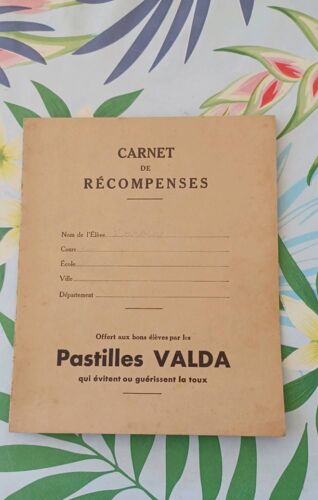 CARNET
DE
RÉCOMPENSES
Nom de l'Élève
Cours
École
Ville
Département
Offert aux bons élèves par les
Pastilles VALDA
qui évitent ou guérissent la toux